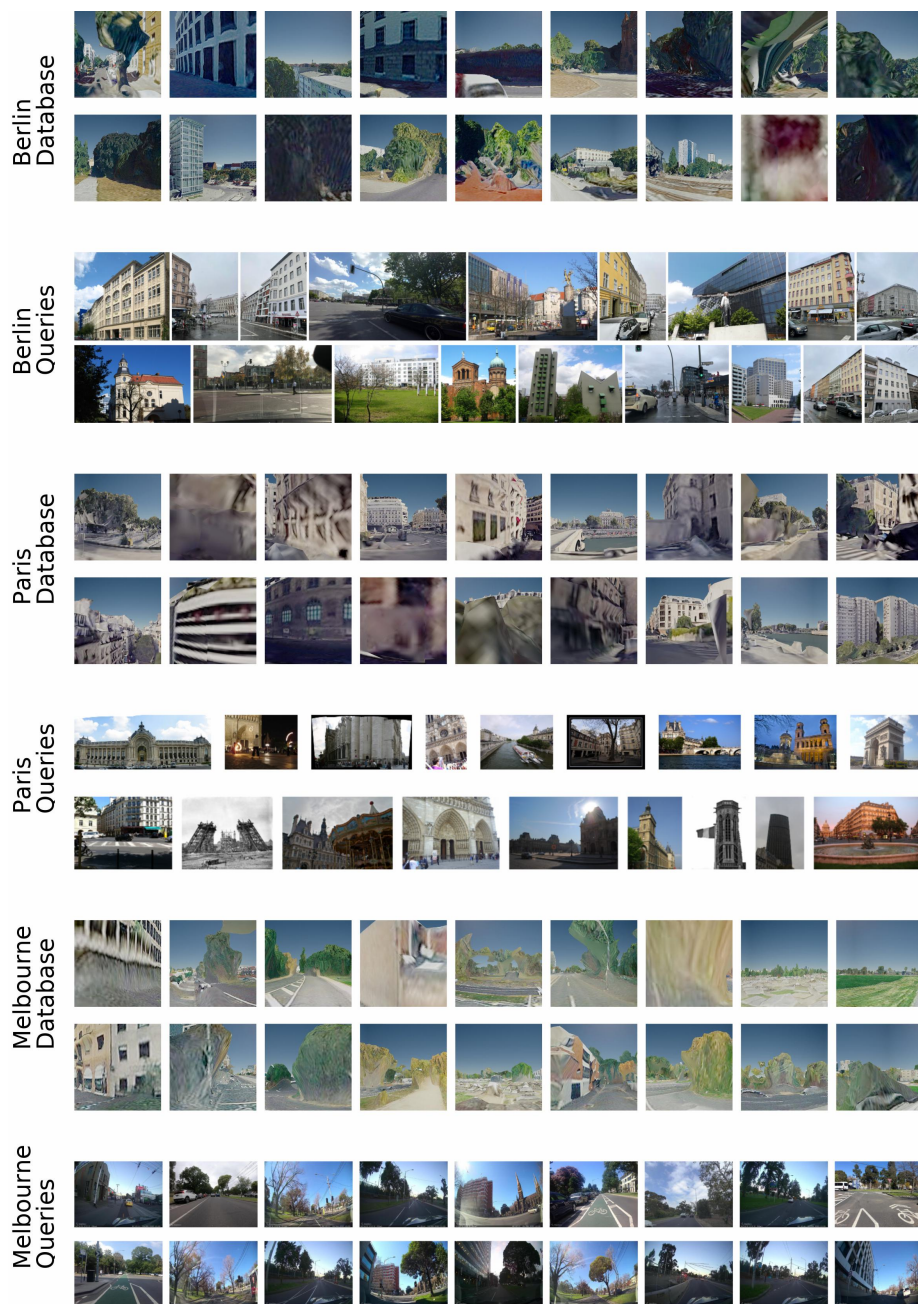 Berlin
Database
Berlin
Queries
Paris
Database
Paris
Queries
Melbourne
Database
Melbourne
Queries